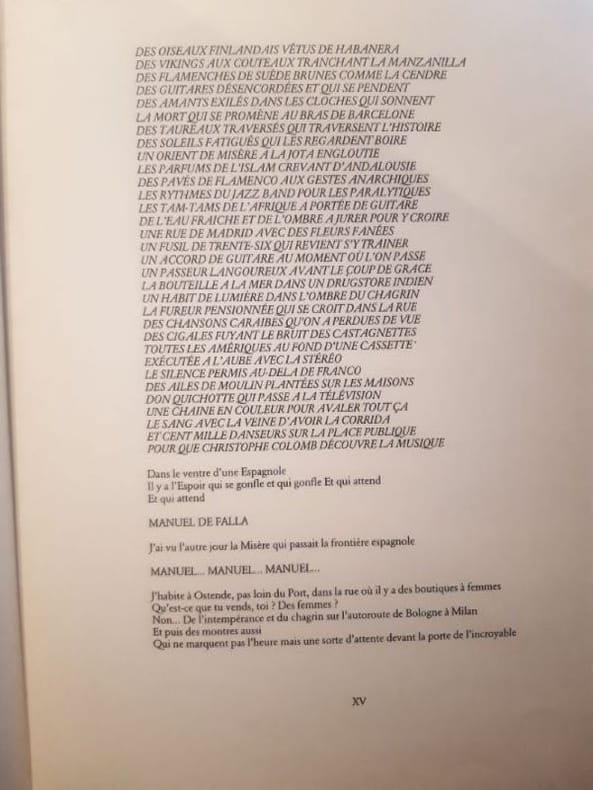 DES OISEAUX FINLANDAIS VÊTUS DE HABANERA
DES VIKINGS AUX COUTEAUX TRANCHANT LA MANZANILLA
DES FLAMENCHES DE SUÈDE BRUNES COMME LA CENDRE
DES GUITARES DÉSENCORDÉES ET QUI SE PENDENT
DES AMANTS EXILÉS DANS LES CLOCHES QUI SONNENT
LA MORT QUI SE PROMÈNE AU BRAS DE BARCELONE
DES TAUREAUX TRAVERSÉS QUI TRAVERSENT L'HISTOIRE
DES SOLEILS FATIGUÉS QUI LES REGARDENT BOIRE
UN ORIENT DE MISÈRE À LA JOTA ENGLOUTIE
LES PARFUMS DE L'ISLAM CREVANT D'ANDALOUSIE
DES PAVÉS DE FLAMENCO AUX GESTES ANARCHIQUES
LES RYTHMES DU JAZZ BAND POUR LES PARALYTIQUES
LES TAM-TAMS DE L'AFRIQUE A PORTÉE DE GUITARE
DE L'EAU FRAICHE ET DE L'OMBRE A JURER POUR Y CROIRE
UNE RUE DE MADRID AVEC DES FLEURS FANÉES
UN FUSIL DE TRENTE-SIX QUI REVIENT S'Y TRAINER
UN ACCORD DE GUITARE AU MOMENT OÙ L'ON PASSE
UN PASSEUR LANGOUREUX AVANT LE COUP DE GRACE
LA BOUTEILLE A LA MER DANS UN DRUGSTORE INDIEN
UN HABIT DE LUMIÈRE DANS L'OMBRE DU CHAGRIN
LA FUREUR PENSIONNÉE QUI SE CROIT DANS LA RUE
DES CHANSONS CARAIBES QU'ON A PERDUES DE VUE
DES CIGALES FUYANT LE BRUIT DES CASTAGNETTES
TOUTES LES AMÉRIQUES AU FOND D'UNE CASSETTE
EXÉCUTÉE A L'AUBE AVEC LA STÉRÉO
LE SILENCE PERMIS AU-DELA DE FRANCO
DES AILES DE MOULIN PLANTÉES SUR LES MAISONS
DON QUICHOTTE QUI PASSE A LA TÉLÉVISION
UNE CHAINE EN COULEUR POUR AVALER TOUT ÇA
LE SANG AVEC LA VEINE D'AVOIR LA CORRIDA
ET CENT MILLE DANSEURS SUR LA PLACE PUBLIQUE
POUR QUE CHRISTOPHE COLOMB DÉCOUVRE LA MUSIQUE
Dans le ventre d'une Espagnole
Il y a l'Espoir qui se gonfle et qui gonfle Et qui attend
Et qui attend
MANUEL DE FALLA
J'ai vu l'autre jour la Misère qui passait la frontière espagnole
MANUEL... MANUEL... MANUEL...
J'habite à Ostende, pas loin du Port, dans la rue où il y a des boutiques à femmes
Qu'est-ce que tu vends, toi ? Des femmes ?
Non... De l'intempérance et du chagrin sur l'autoroute de Bologne à Milan
Et puis des montres aussi
Qui ne marquent pas l'heure mais une sorte d'attente devant la porte de l'incroyable
XV